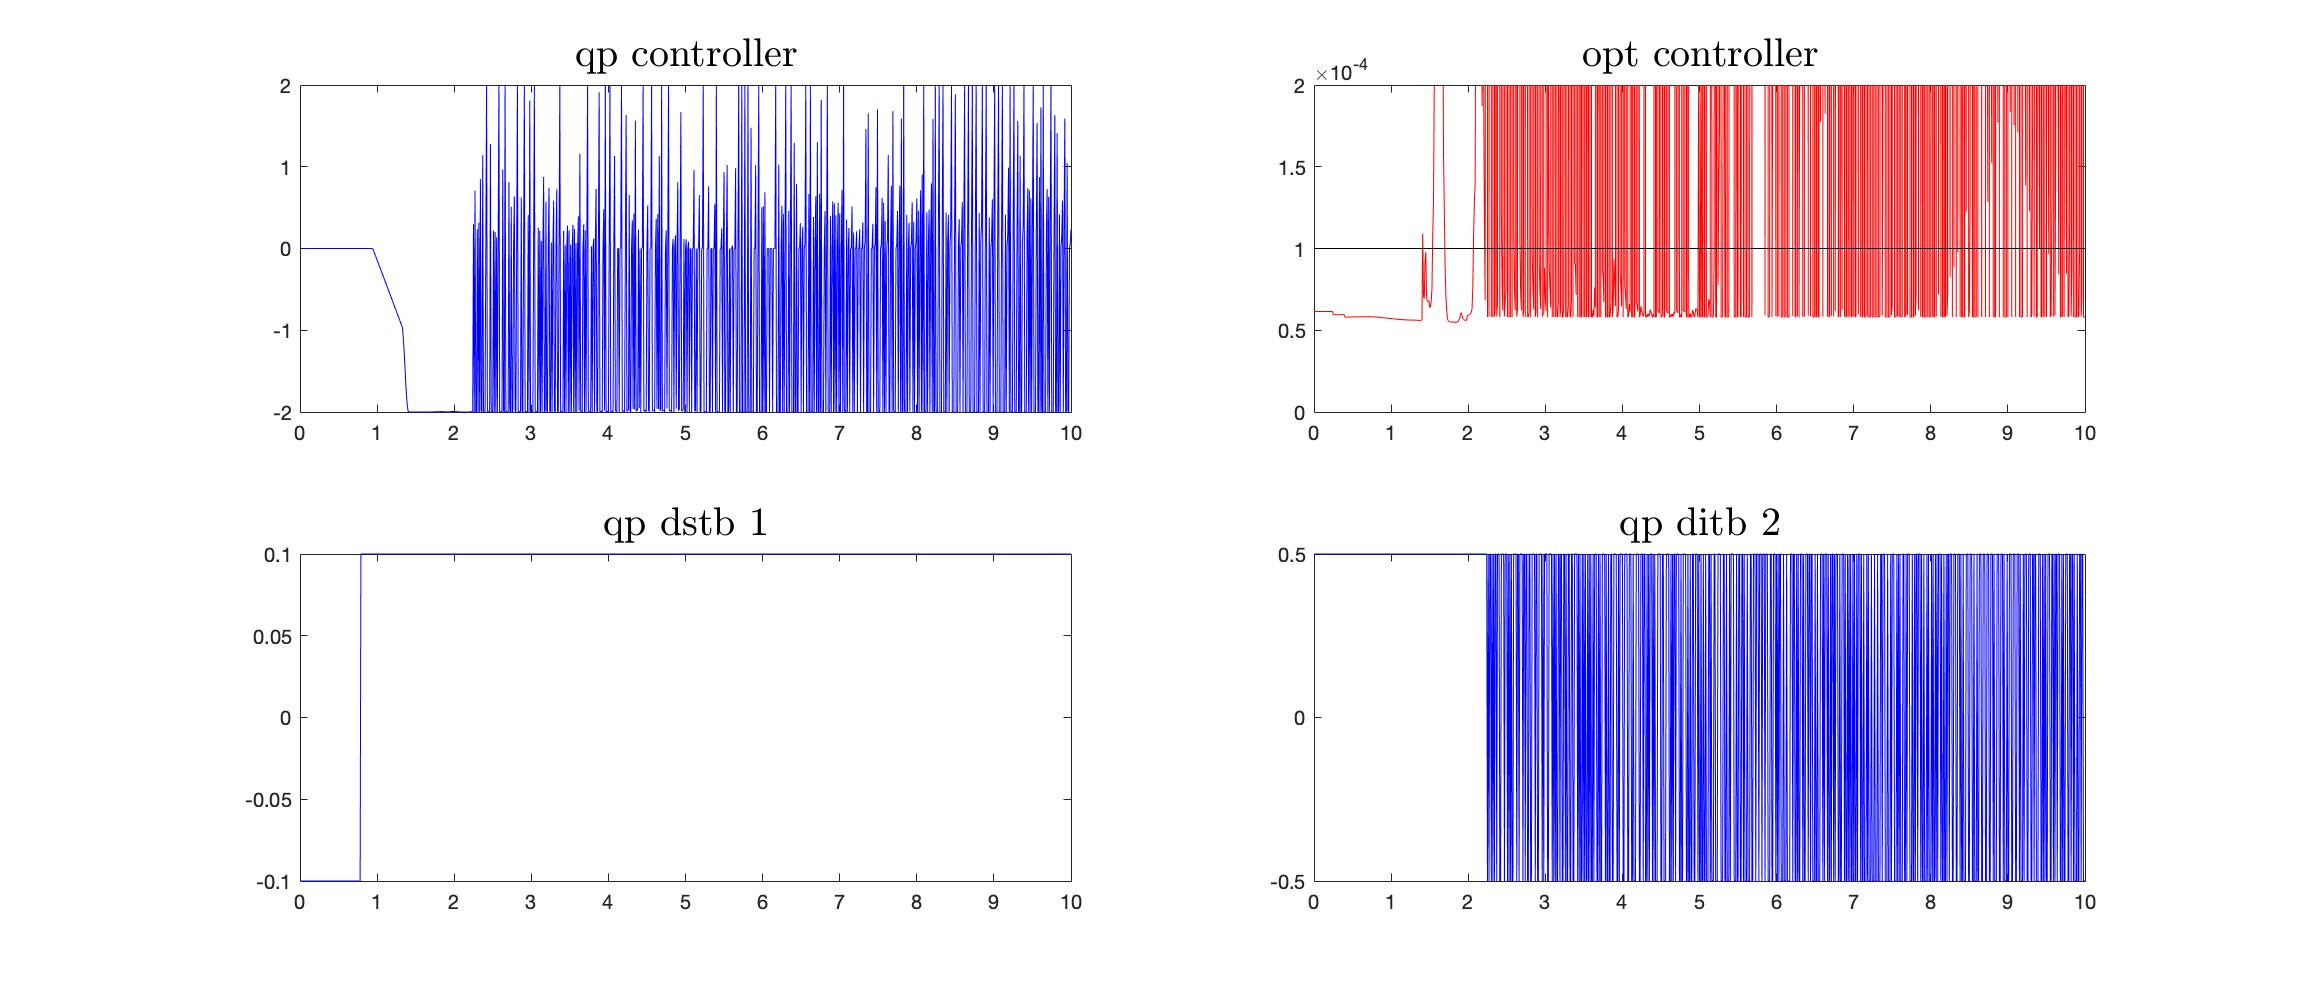 qp controller
2
1
0
-1
-2
0 1 2 3 4 5 6 7 8 9 10
opt controller
×10-4
2
1.5
1
0.5
0
0 1 2 3 4 5 6 7 8 9 10
qp dstb 1
0.1
0.05
0
-0.05
-0.1
0 1 2 3 4 5 6 7 8 9 10
qp ditb 2
0.5
0
-0.5
0 1 2 3 4 5 6 7 8 9 10